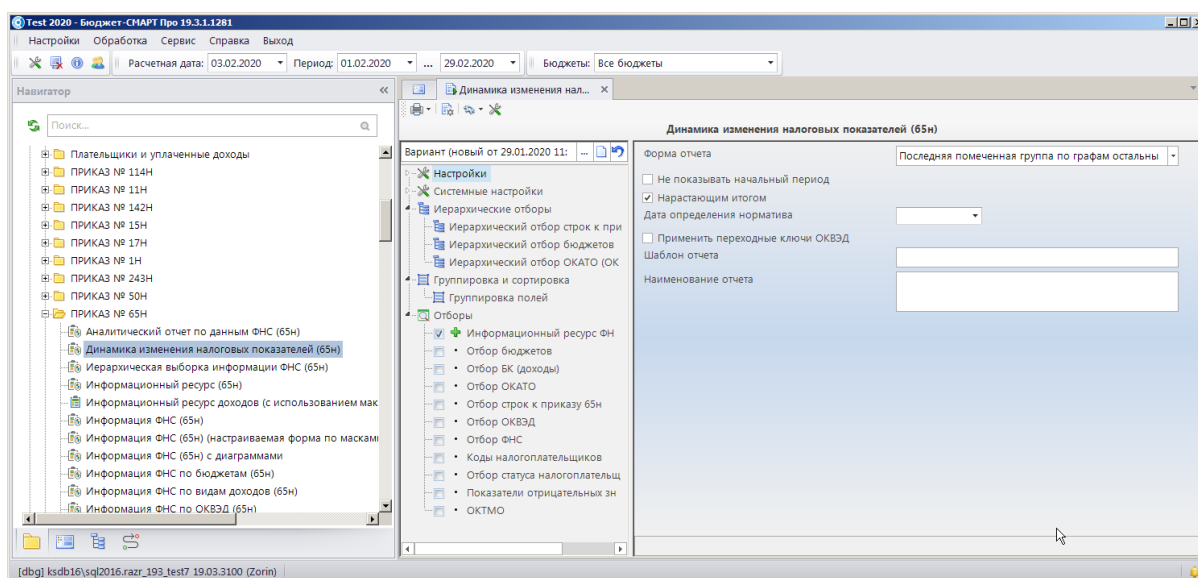 Test 2020 - Бюджет-СМАРТ Про 19.3.1.1281
Настройки Обработка Сервис Справка Выход
Расчетная дата: 03.02.2020 Период: 01.02.2020 ... 29.02.2020 Бюджеты: Все бюджеты
Навигатор
Поиск...
Плательщики и уплаченные доходы
ПРИКАЗ № 114Н
ПРИКАЗ № 11Н
ПРИКАЗ № 142Н
ПРИКАЗ № 15Н
ПРИКАЗ № 17Н
ПРИКАЗ № 1Н
ПРИКАЗ № 243Н
ПРИКАЗ № 50Н
ПРИКАЗ № 65Н
Аналитический отчет по данным ФНС (65н)
Динамика изменения налоговых показателей (65н)
Иерархическая выборка информации ФНС (65н)
Информационный ресурс (65н)
Информационный ресурс доходов (с использованием мак
Информация ФНС (65н)
Информация ФНС (65н) (настраиваемая форма по маскам
Информация ФНС (65н) с диаграммами
Информация ФНС по бюджетам (65н)
Информация ФНС по видам доходов (65н)
Информация ФНС по ОКВЭД (65н)
Динамика изменения нал...
Динамика изменения налоговых показателей (65н)
Вариант (новый от 29.01.2020 11: ...
Настройки
Системные настройки
Иерархические отборы
Иерархический отбор строк к при
Иерархический отбор бюджетов
Иерархический отбор ОКАТО (ОК
Группировка и сортировка
Группировка полей
Отборы
Информационный ресурс ФН
Отбор бюджетов
Отбор БК (доходы)
Отбор ОКАТО
Отбор строк к приказу 65н
Отбор ОКВЭД
Отбор ФНС
Коды налогоплательщиков
Отбор статуса налогоплательщ
Показатели отрицательных зн
ОКТМО
Форма отчета Последняя помеченная группа по графам остальны
Не показывать начальный период
Нарастающим итогом
Дата определения норматива
Применить переходные ключи ОКВЭД
Шаблон отчета
Наименование отчета
[dbg] ksdb16\sql2016.razr_193_test7 19.03.3100 (Zorin)